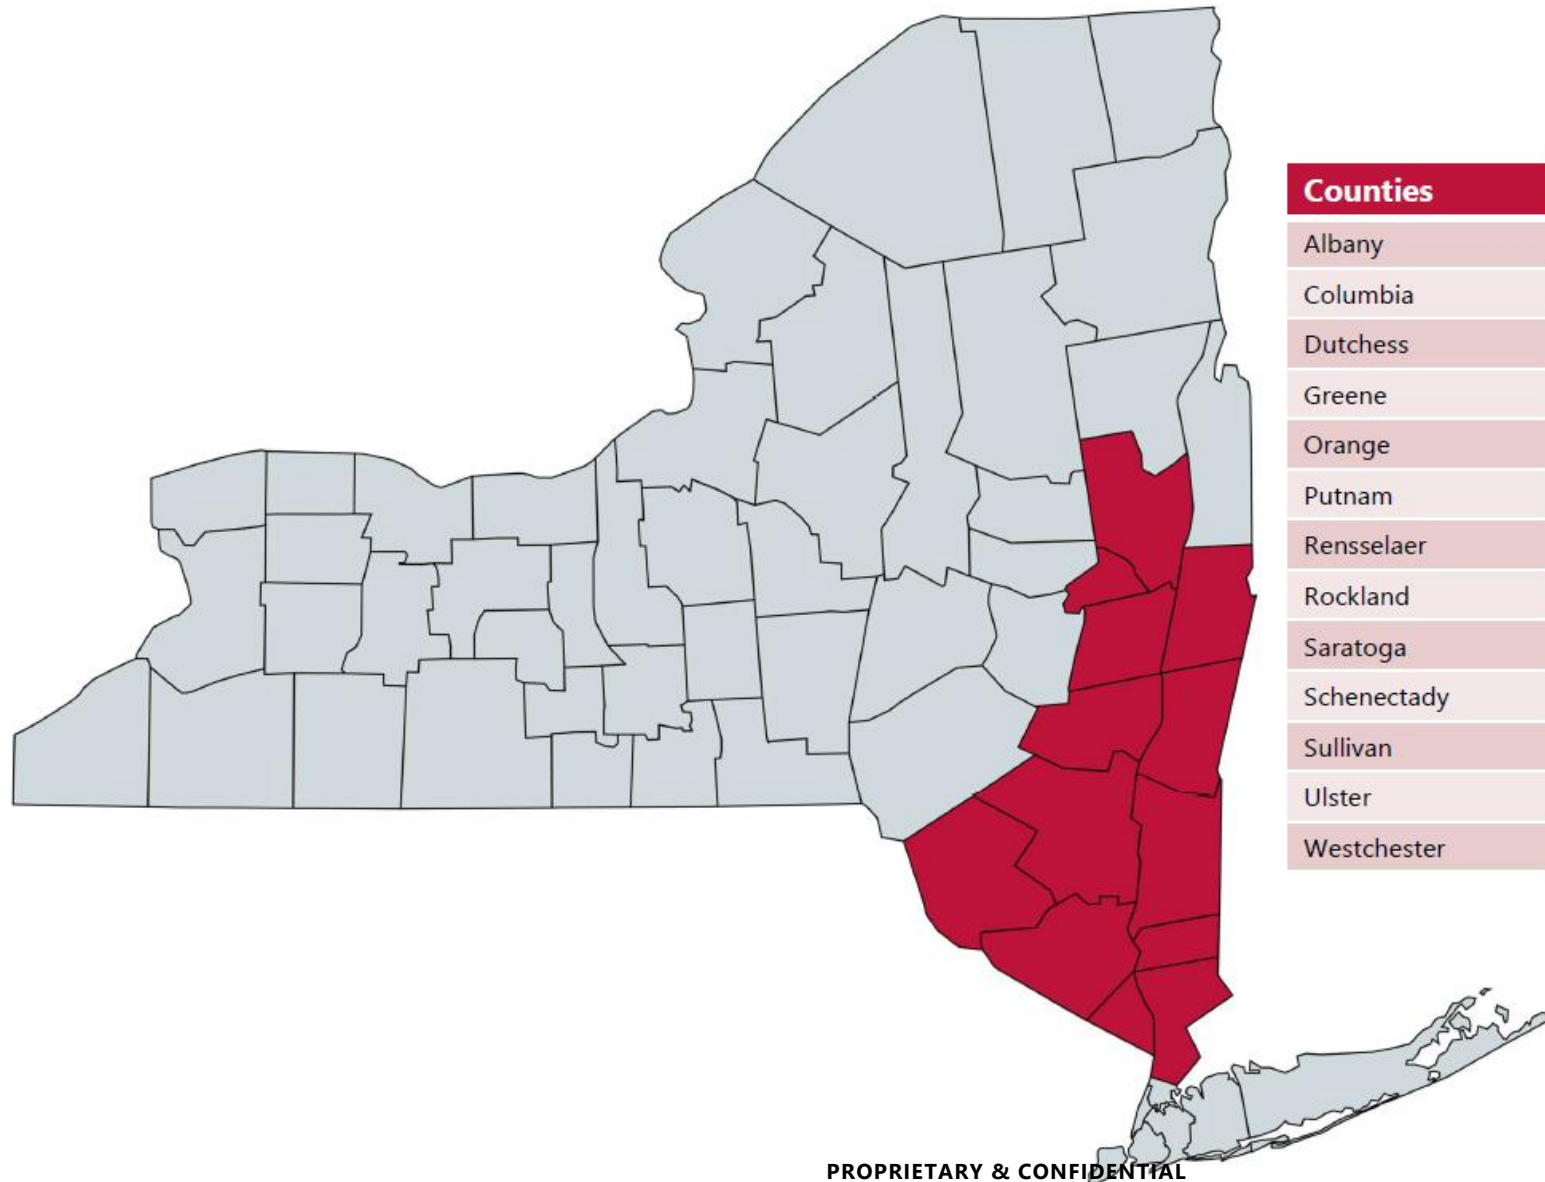 Counties
Albany
Columbia
Dutchess
Greene
Orange
Putnam
Rensselaer
Rockland
Saratoga
Schenectady
Sullivan
Ulster
Westchester
PROPRIETARY & CONFIDENTIAL